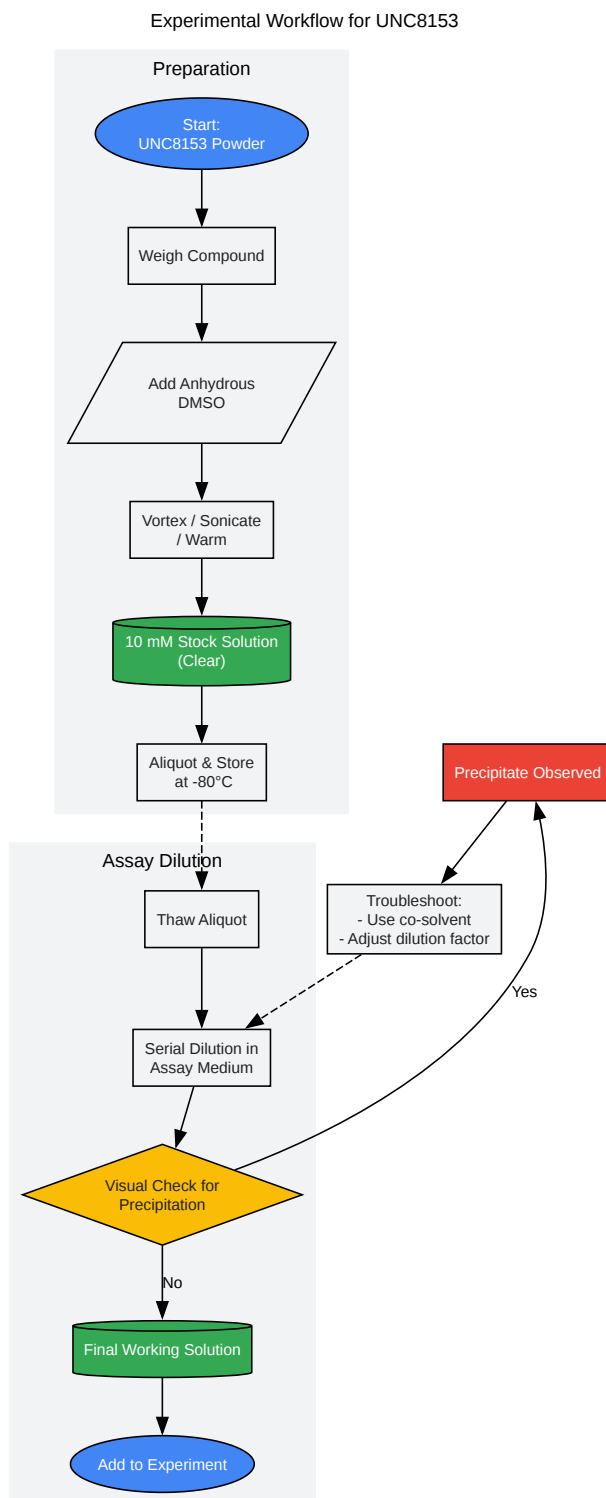 Experimental Workflow for UNC8153
Preparation
Start:
UNC8153 Powder
Weigh Compound
Add Anhydrous
DMSO
Vortex / Sonicate
/ Warm
10 mM Stock Solution
(Clear)
Aliquot & Store
at -80°C
Precipitate Observed
Assay Dilution
Troubleshoot:
- Use co-solvent
- Adjust dilution factor
Thaw Aliquot
Yes
Serial Dilution in
Assay Medium
Visual Check for
Precipitation
No
Final Working Solution
Add to Experiment